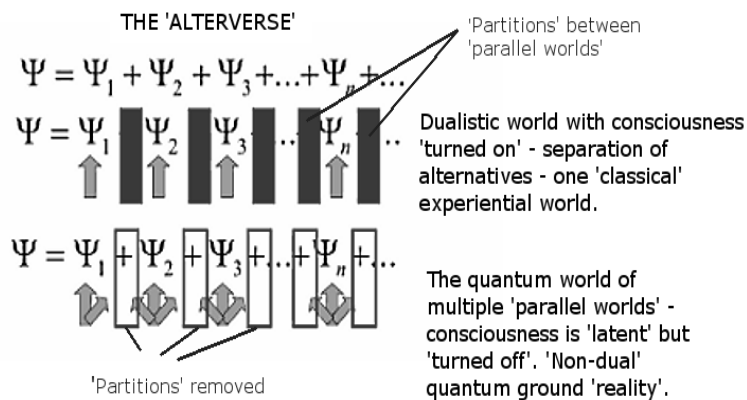 THE 'ALTERVERSE'
'Partitions' between
'parallel worlds'
Ψ = Ψ₁ + Ψ₂ + Ψ₃ +...+ Ψₙ +...
Ψ = Ψ₁ Ψ₂ Ψ₃ .. Ψₙ ..
Dualistic world with consciousness
'turned on' - separation of
alternatives - one 'classical'
experiential world.
Ψ = Ψ₁ + Ψ₂ + Ψ₃ +...+ Ψₙ +...
The quantum world of
multiple 'parallel worlds' -
consciousness is 'latent' but
'turned off'. 'Non-dual'
quantum ground 'reality'.
'Partitions' removed